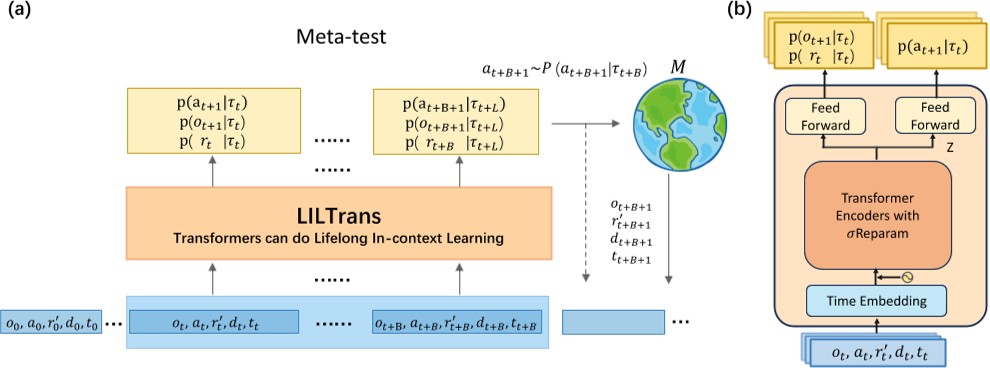 (a)
Meta-test
a_{t+B+1}~P(a_{t+B+1}|τ_{t+B})
M
p(a_{t+1}|τ_t)
p(o_{t+1}|τ_t)
p( r_t |τ_t)
......
......
p(a_{t+B+1}|τ_{t+L})
p(o_{t+B+1}|τ_{t+L})
p( r_{t+B} |τ_{t+L})
LILTrans
Transformers can do Lifelong In-context Learning
o_{t+B+1}
r'_{t+B+1}
d_{t+B+1}
t_{t+B+1}
......
o_0, a_0, r'_0, d_0, t_0
...
o_t, a_t, r'_t, d_t, t_t
......
o_{t+B}, a_{t+B}, r'_{t+B}, d_{t+B}, t_{t+B}
...
(b)
p(o_{t+1}|τ_t)
p( r_t |τ_t)
p(a_{t+1}|τ_t)
Feed
Forward
Feed
Forward
Z
Transformer
Encoders with
σReparam
Time Embedding
o_t, a_t, r'_t, d_t, t_t